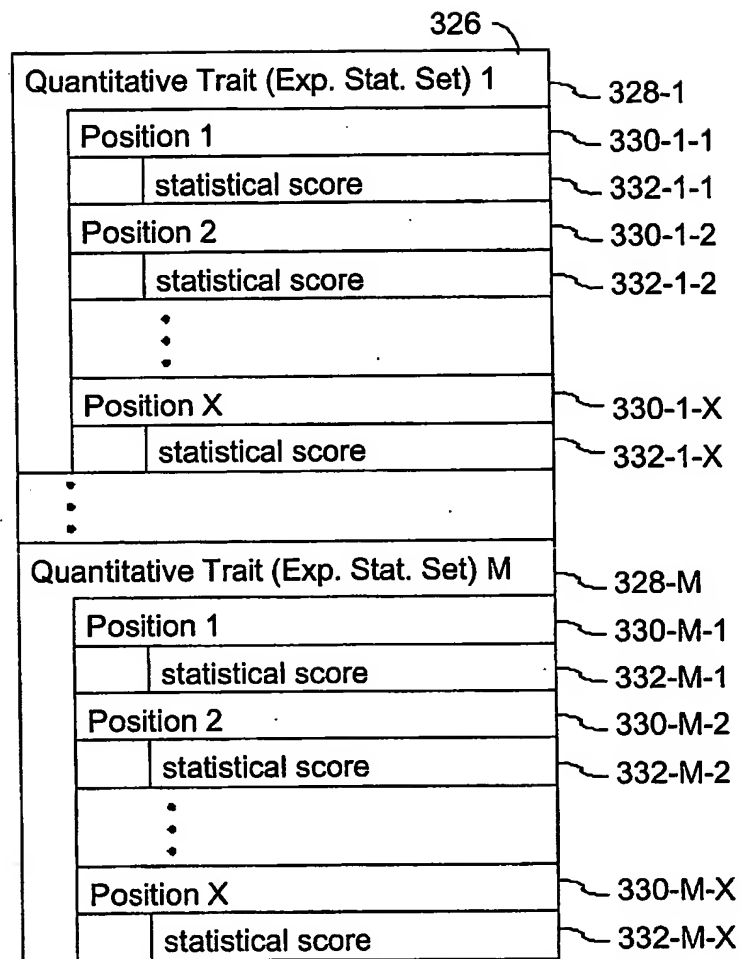 326
Quantitative Trait (Exp. Stat. Set) 1 328-1
Position 1 330-1-1
statistical score 332-1-1
Position 2 330-1-2
statistical score 332-1-2
Position X 330-1-X
statistical score 332-1-X
Quantitative Trait (Exp. Stat. Set) M 328-M
Position 1 330-M-1
statistical score 332-M-1
Position 2 330-M-2
statistical score 332-M-2
Position X 330-M-X
statistical score 332-M-X